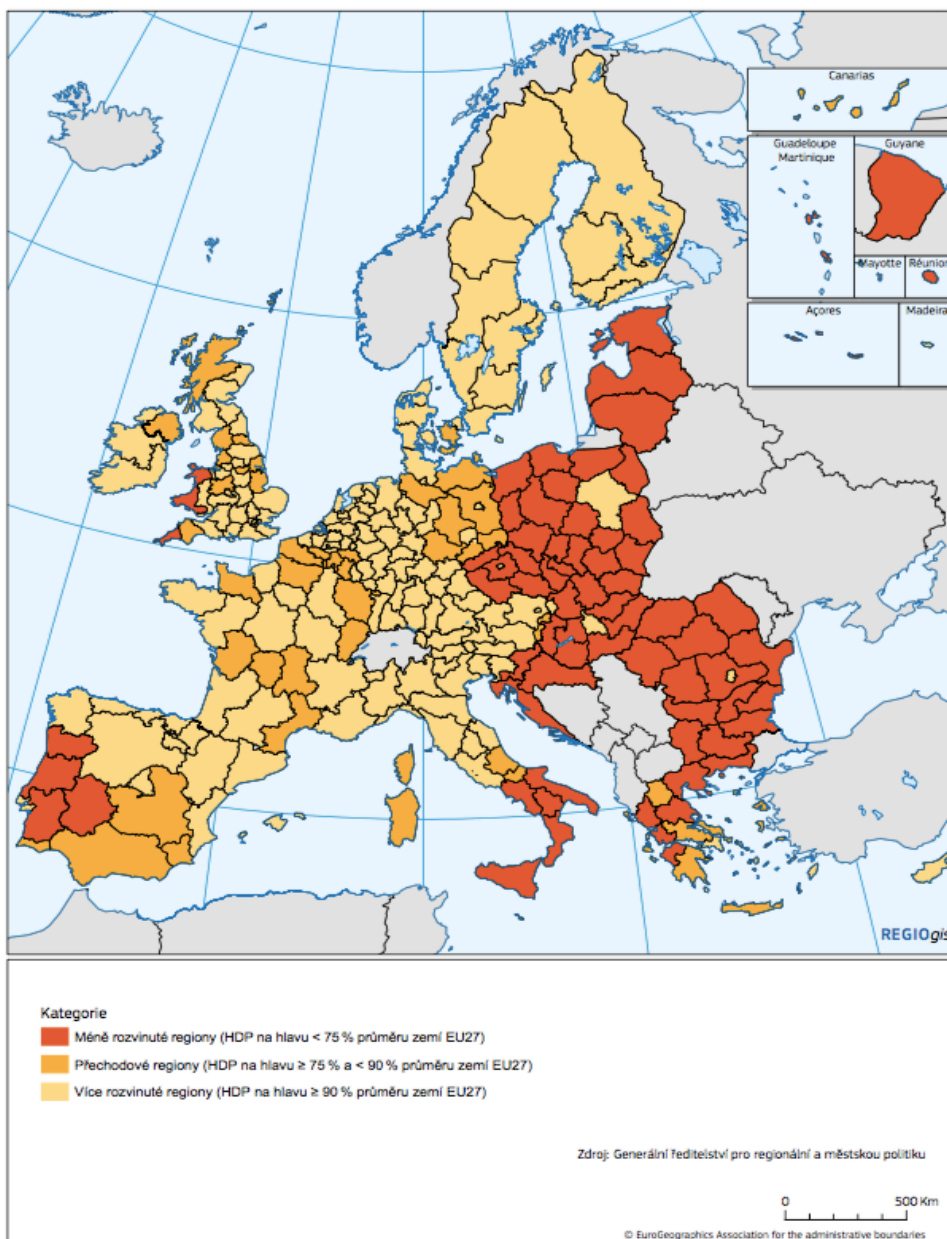 Canarias
Guadeloupe
Martinique
Guyane
Mayotte
Réunion
Açores
Madeira
REGIOgis
Kategorie
Méně rozvinuté regiony (HDP na hlavu < 75 % průměru zemí EU27)
Přechodové regiony (HDP na hlavu ≥ 75 % a < 90 % průměru zemí EU27)
Více rozvinuté regiony (HDP na hlavu ≥ 90 % průměru zemí EU27)
Zdroj: Generální ředitelství pro regionální a městskou politiku
0 500 Km
© EuroGeographics Association for the administrative boundaries